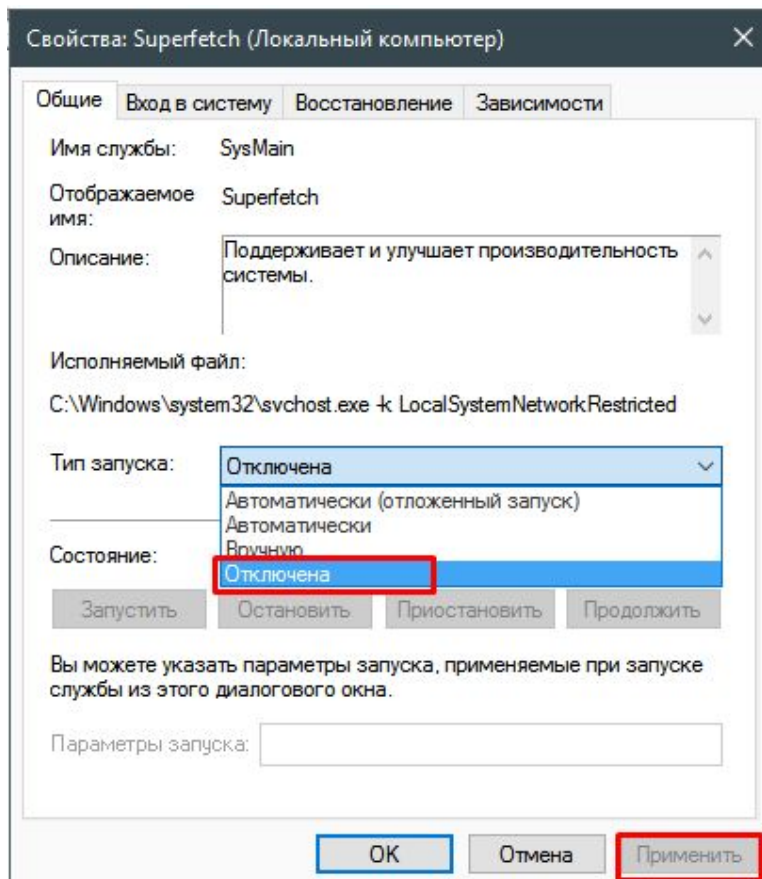 Свойства: Superfetch (Локальный компьютер)
Общие Вход в систему Восстановление Зависимости
Имя службы: SysMain
Отображаемое имя: Superfetch
Описание: Поддерживает и улучшает производительность
системы.
Исполняемый файл:
C:\Windows\system32\svchost.exe -k LocalSystemNetworkRestricted
Тип запуска: Отключена
Автоматически (отложенный запуск)
Автоматически
Вручную
Состояние: Отключена
Запустить Остановить Приостановить Продолжить
Вы можете указать параметры запуска, применяемые при запуске
службы из этого диалогового окна.
Параметры запуска:
OK Отмена Применить